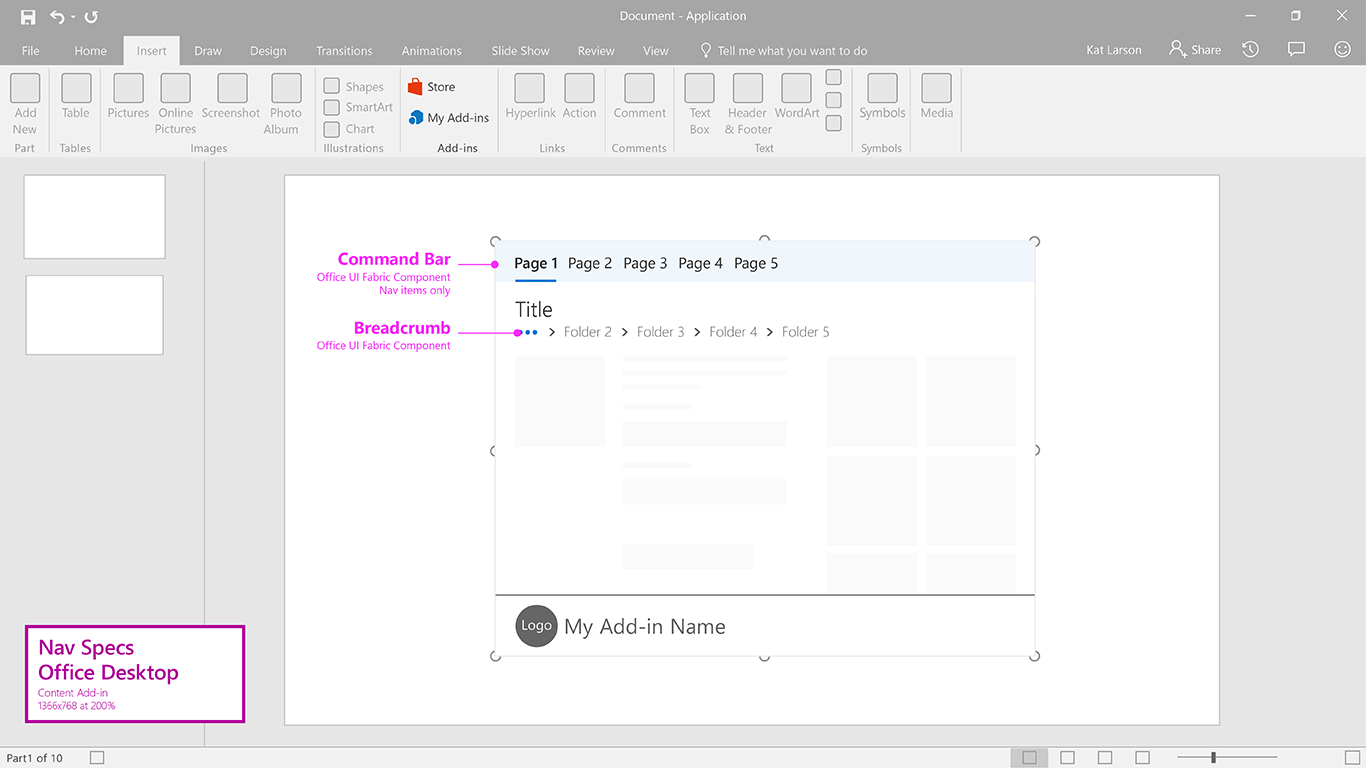 Document - Application
File Home Insert Draw Design Transitions Animations Slide Show Review View Tell me what you want to do Kat Larson Share
Add New
Part
Table
Tables
Pictures
Online Pictures
Screenshot
Photo Album
Images
Shapes
SmartArt
Chart
Illustrations
Store
My Add-ins
Add-ins
Hyperlink
Action
Links
Comment
Comments
Text Box
Header & Footer
WordArt
Text
Symbols
Symbols
Media
Command Bar
Office UI Fabric Component
Nav items only
Page 1 Page 2 Page 3 Page 4 Page 5
Title
Breadcrumb
Office UI Fabric Component
••• > Folder 2 > Folder 3 > Folder 4 > Folder 5
Logo My Add-in Name
Nav Specs
Office Desktop
Content Add-in
1366x768 at 200%
Part1 of 10